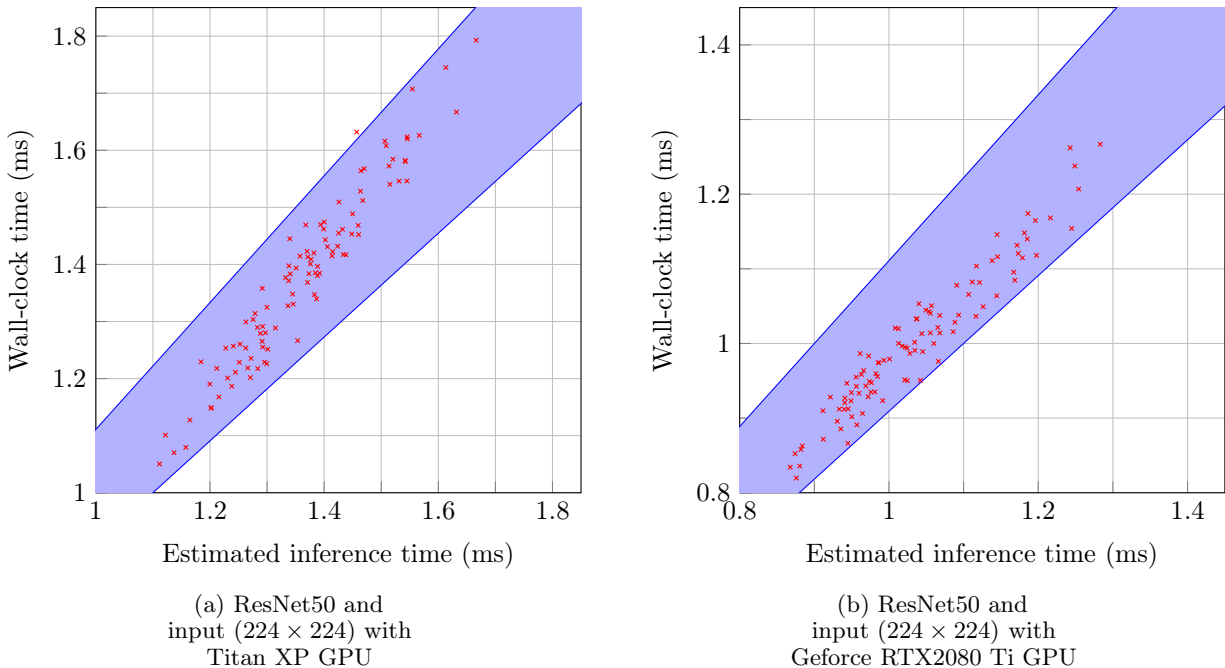 1.8
1.6
1.4
1.2
1
Wall-clock time (ms)
1 1.2 1.4 1.6 1.8
Estimated inference time (ms)
(a) ResNet50 and
input (224 × 224) with
Titan XP GPU
1.4
1.2
1
0.8
Wall-clock time (ms)
0.8 1 1.2 1.4
Estimated inference time (ms)
(b) ResNet50 and
input (224 × 224) with
Geforce RTX2080 Ti GPU